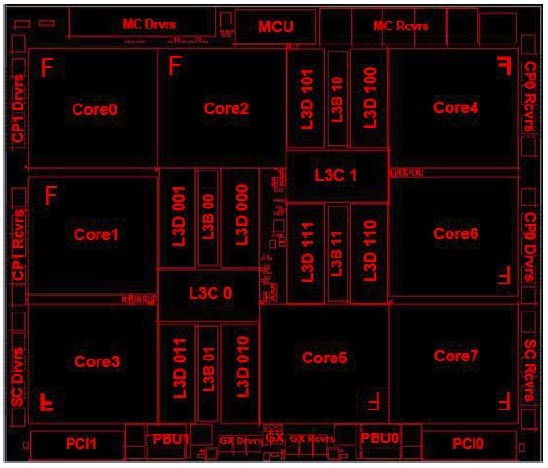 MC Drvrs
MCU
MC Rcvrs
CP1 Drvrs
F
Core0
F
Core2
L3D 101
L3B 10
L3D 100
F
Core4
CP0 Rcvrs
L3C 1
CP1 Rcvrs
F
Core1
L3D 001
L3B 00
L3D 000
L3D 111
L3B 11
L3D 110
Core6
F
CP0 Drvrs
L3C 0
SC Drvrs
Core3
F
L3D 011
L3B 01
L3D 010
Core5
F
Core7
F
SC Rcvrs
PCI1
PBU1
GX Drvrs
GX
GX Rcvrs
PBU0
PCI0